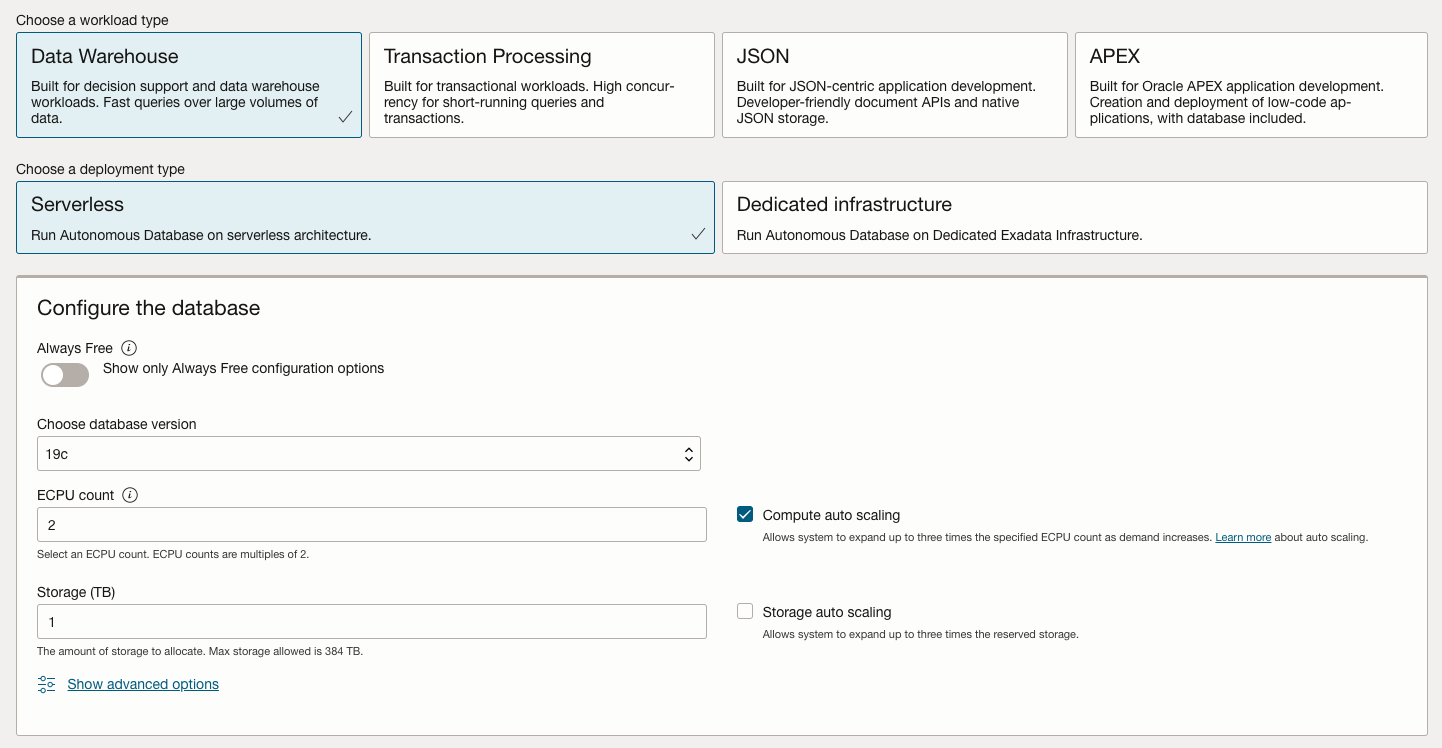 Choose a workload type
Data Warehouse
Built for decision support and data warehouse
workloads. Fast queries over large volumes of
data.
Transaction Processing
Built for transactional workloads. High concur-
rency for short-running queries and
transactions.
JSON
Built for JSON-centric application development.
Developer-friendly document APIs and native
JSON storage.
APEX
Built for Oracle APEX application development.
Creation and deployment of low-code ap-
plications, with database included.
Choose a deployment type
Serverless
Run Autonomous Database on serverless architecture.
Dedicated infrastructure
Run Autonomous Database on Dedicated Exadata Infrastructure.
Configure the database
Always Free
Show only Always Free configuration options
Choose database version
19c
ECPU count
2
Select an ECPU count. ECPU counts are multiples of 2.
Compute auto scaling
Allows system to expand up to three times the specified ECPU count as demand increases. Learn more about auto scaling.
Storage (TB)
1
The amount of storage to allocate. Max storage allowed is 384 TB.
Storage auto scaling
Allows system to expand up to three times the reserved storage.
Show advanced options